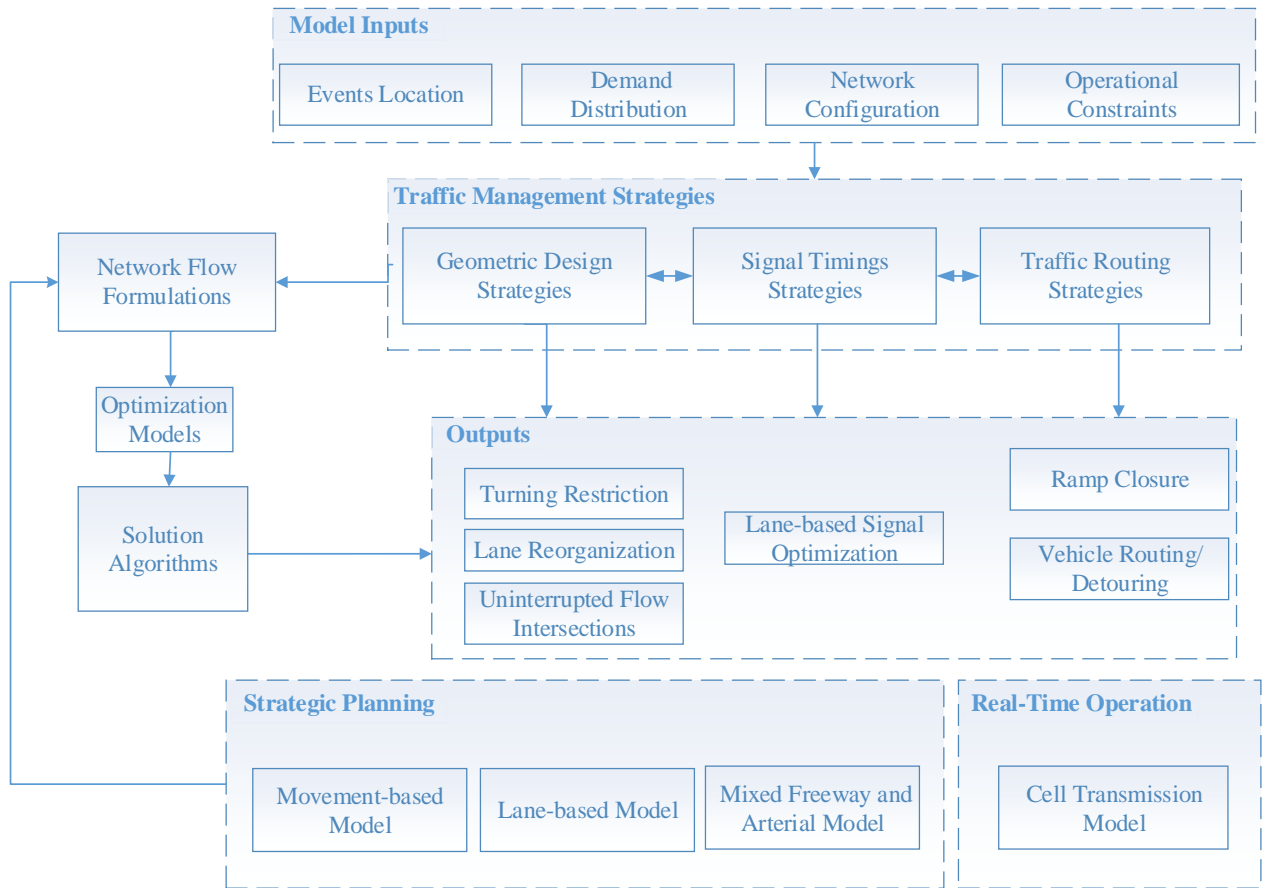 Model Inputs
Events Location
Demand
Distribution
Network
Configuration
Operational
Constraints
Traffic Management Strategies
Geometric Design
Strategies
Signal Timings
Strategies
Traffic Routing
Strategies
Network Flow
Formulations
Optimization
Models
Solution
Algorithms
Outputs
Turning Restriction
Lane Reorganization
Uninterrupted Flow
Intersections
Lane-based Signal
Optimization
Ramp Closure
Vehicle Routing/
Detouring
Strategic Planning
Movement-based
Model
Lane-based Model
Mixed Freeway and
Arterial Model
Real-Time Operation
Cell Transmission
Model